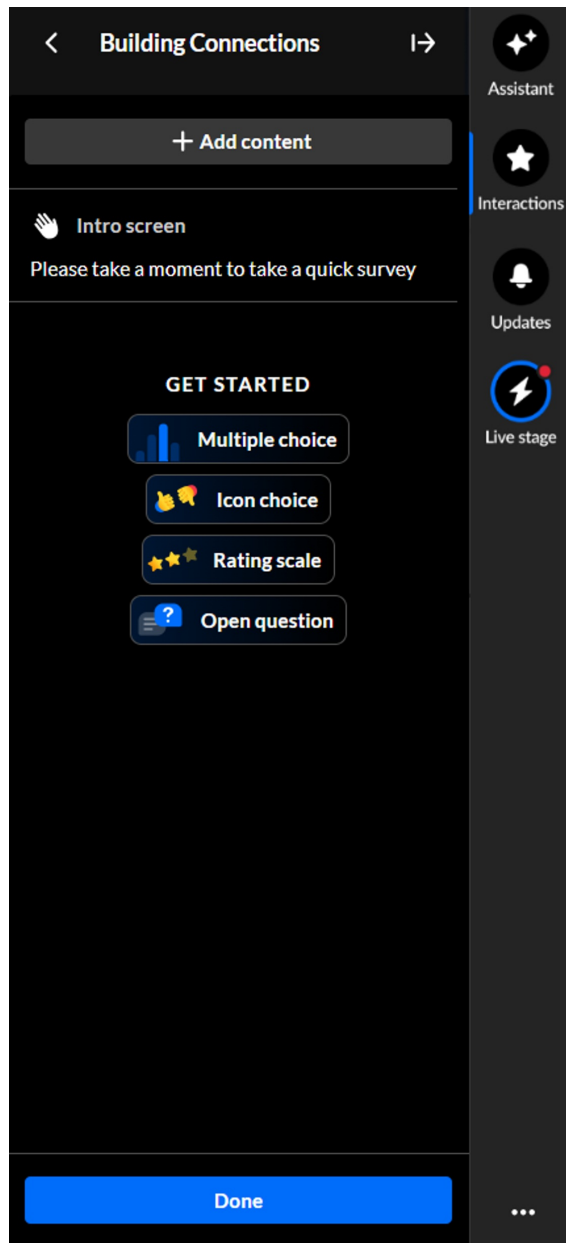 Building Connections
Assistant
+ Add content
Interactions
Intro screen
Please take a moment to take a quick survey
Updates
GET STARTED
Live stage
Multiple choice
Icon choice
Rating scale
? Open question
Done